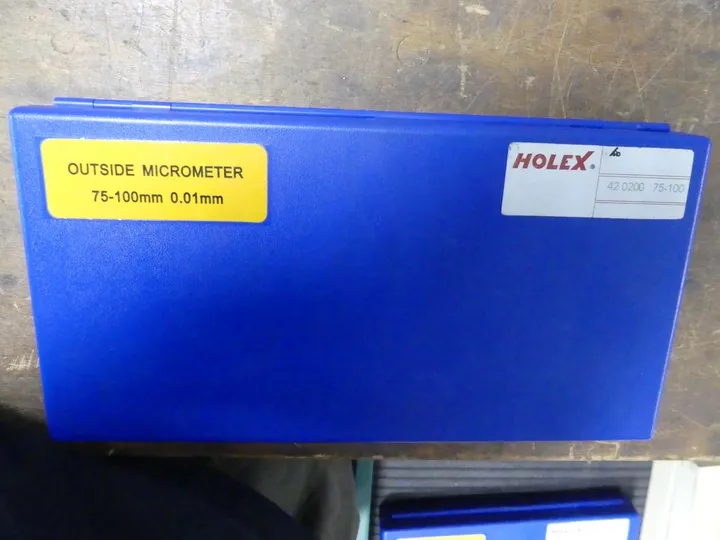 OUTSIDE MICROMETER
75-100mm 0.01mm
HOLEX®
42 0200 75-100